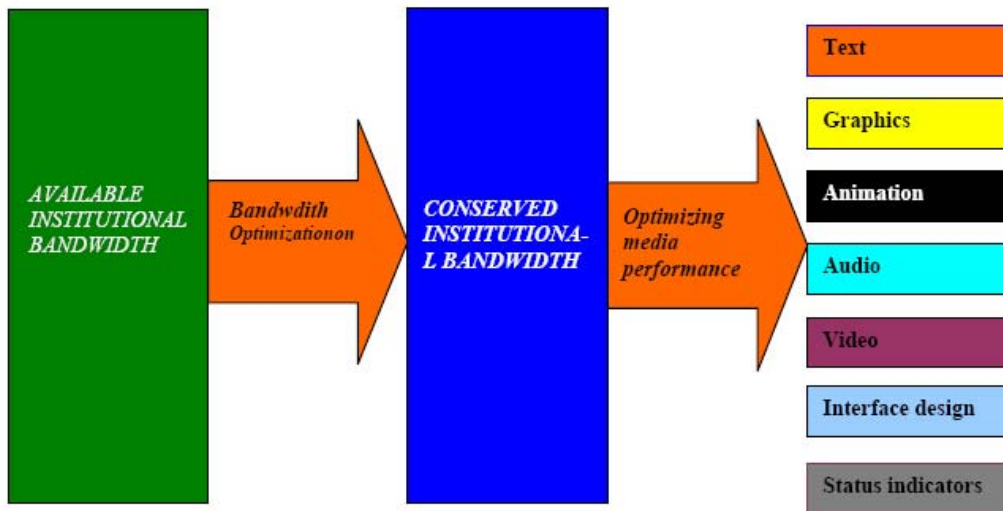 AVAILABLE
INSTITUTIONAL
BANDWIDTH
Bandwdith
Optimizationon
CONSERVED
INSTITUTIONA-
L BANDWIDTH
Optimizing
media
performance
Text
Graphics
Animation
Audio
Video
Interface design
Status indicators